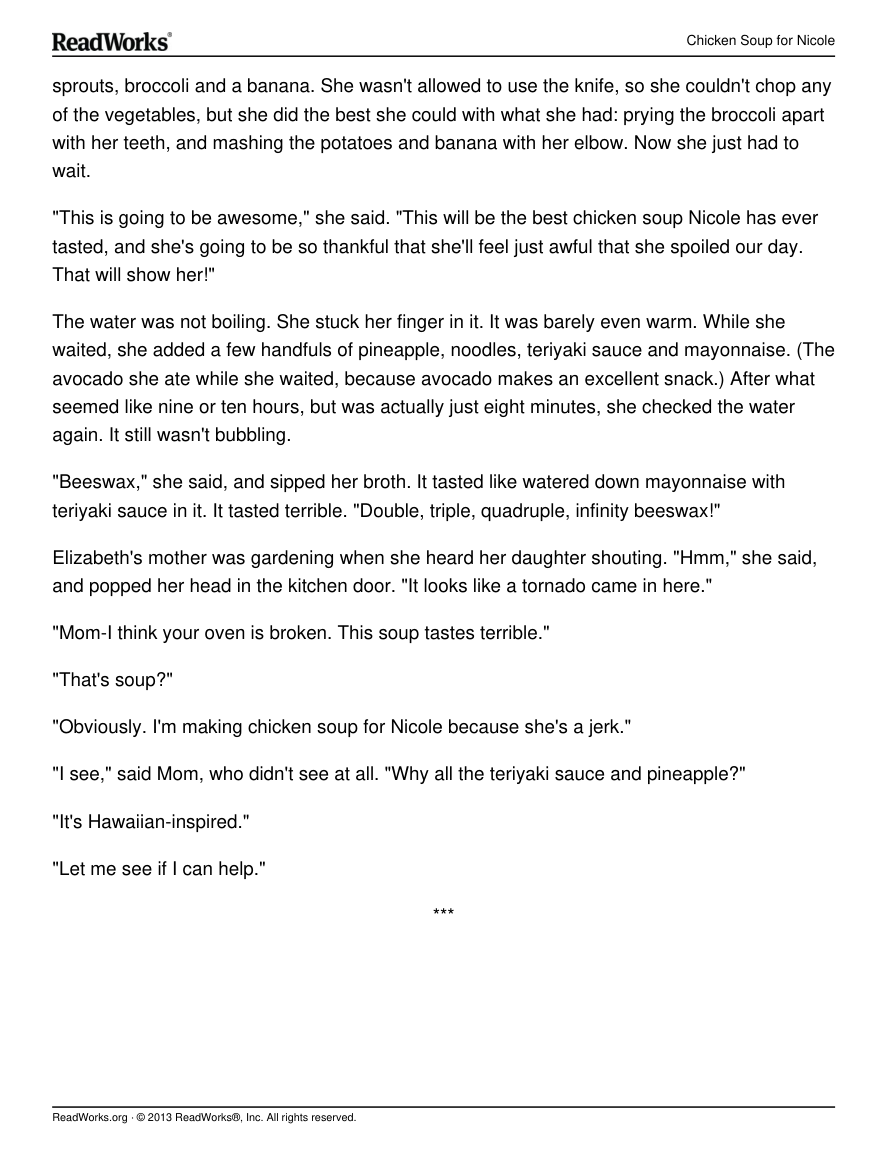 ReadWorks®
Chicken Soup for Nicole
sprouts, broccoli and a banana. She wasn't allowed to use the knife, so she couldn't chop any
of the vegetables, but she did the best she could with what she had: prying the broccoli apart
with her teeth, and mashing the potatoes and banana with her elbow. Now she just had to
wait.
"This is going to be awesome," she said. "This will be the best chicken soup Nicole has ever
tasted, and she's going to be so thankful that she'll feel just awful that she spoiled our day.
That will show her!"
The water was not boiling. She stuck her finger in it. It was barely even warm. While she
waited, she added a few handfuls of pineapple, noodles, teriyaki sauce and mayonnaise. (The
avocado she ate while she waited, because avocado makes an excellent snack.) After what
seemed like nine or ten hours, but was actually just eight minutes, she checked the water
again. It still wasn't bubbling.
"Beeswax," she said, and sipped her broth. It tasted like watered down mayonnaise with
teriyaki sauce in it. It tasted terrible. "Double, triple, quadruple, infinity beeswax!"
Elizabeth's mother was gardening when she heard her daughter shouting. "Hmm," she said,
and popped her head in the kitchen door. "It looks like a tornado came in here."
"Mom-I think your oven is broken. This soup tastes terrible."
"That's soup?"
"Obviously. I'm making chicken soup for Nicole because she's a jerk."
"I see," said Mom, who didn't see at all. "Why all the teriyaki sauce and pineapple?"
"It's Hawaiian-inspired."
"Let me see if I can help."
***
ReadWorks.org · © 2013 ReadWorks®, Inc. All rights reserved.